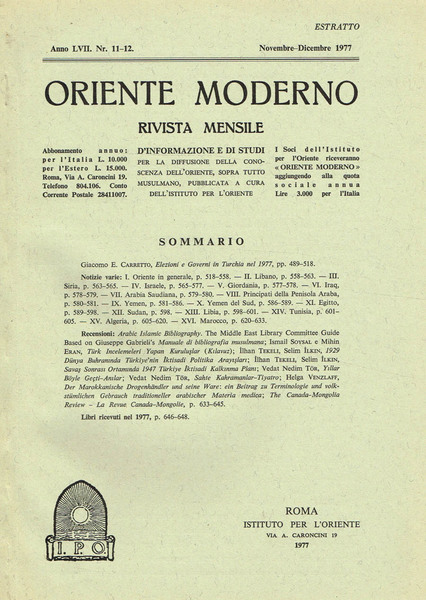 ESTRATTO
Anno LVII. Nr. 11-12.
Novembre-Dicembre 1977
ORIENTE MODERNO
RIVISTA MENSILE
Abbonamento annuo:
per l'Italia L. 10.000
per l'Estero L. 15.000.
Roma, Via A. Caroncini 19.
Telefono 804.106. Conto
Corrente Postale 28411007.
D'INFORMAZIONE E DI STUDI
PER LA DIFFUSIONE DELLA CONO-
SCENZA DELL'ORIENTE, SOPRA TUTTO
MUSULMANO, PUBBLICATA A CURA
DELL'ISTITUTO PER L'ORIENTE
I Soci dell'Istituto
per l'Oriente riceveranno
« ORIENTE MODERNO »
aggiungendo alla quota
sociale annua
Lire 3.000 per l'Italia
SOMMARIO
Giacomo E. CARRETTO, Elezioni e Governi in Turchia nel 1977, pp. 489-518.
Notizie varie: I. Oriente in generale, p. 518-558. — II. Libano, p. 558-563. — III.
Siria, p. 563-565. — IV. Israele, p. 565-577. — V. Giordania, p. 577-578. — VI. Iraq,
p. 578-579. — VII. Arabia Saudiana, p. 579-580. — VIII. Principati della Penisola Araba,
p. 580-581. — IX. Yemen, p. 581-586. — X. Yemen del Sud, p. 586-589. — XI. Egitto,
p. 589-598. — XII. Sudan, p. 598. — XIII. Libia, p. 598-601. — XIV. Tunisia, p. 601-
605. — XV. Algeria, p. 605-620. — XVI. Marocco, p. 620-633.
Recensioni: Arabic Islamic Bibliography. The Middle East Library Committee Guide
Based on Giuseppe Gabrieli's Manuale di bibliografia musulmana; Ismail SOYSAL e Mihin
ERAN, Türk İncelemeleri Yapan Kuruluşlar (Kılavuz); İlhan TEKELİ, Selim İLKİN, 1929
Dünya Buhranında Türkiye'nin İktisadi Politika Arayışları; İlhan TEKELİ, Selim İLKİN,
Savaş Sonrası Ortamında 1947 Türkiye İktisadi Kalkınma Planı; Vedat Nedim TÖR, Yıllar
Böyle Geçti-Anılar; Vedat Nedim TÖR, Sahte Kahramanlar-Tiyatro; Helga VENZLAFF,
Der Marokkanische Drogenhändler und seine Ware: ein Beitrag zu Terminologie und volk-
stümlichen Gebrauch traditioneller arabischer Materia medica; The Canada-Mongolia
Review - La Revue Canada-Mongolie, p. 633-645.
Libri ricevuti nel 1977, p. 646-648.
I.P.O
ROMA
ISTITUTO PER L'ORIENTE
VIA A. CARONCINI 19
1977